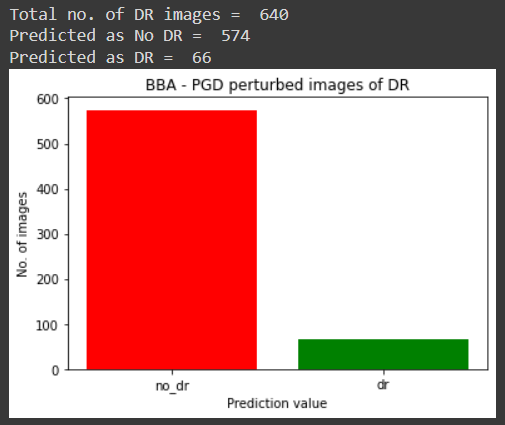 Total no. of DR images =  640
Predicted as No DR =  574
Predicted as DR =  66
BBA - PGD perturbed images of DR
600
500
400
300
200
100
0
No. of images
no_dr
dr
Prediction value